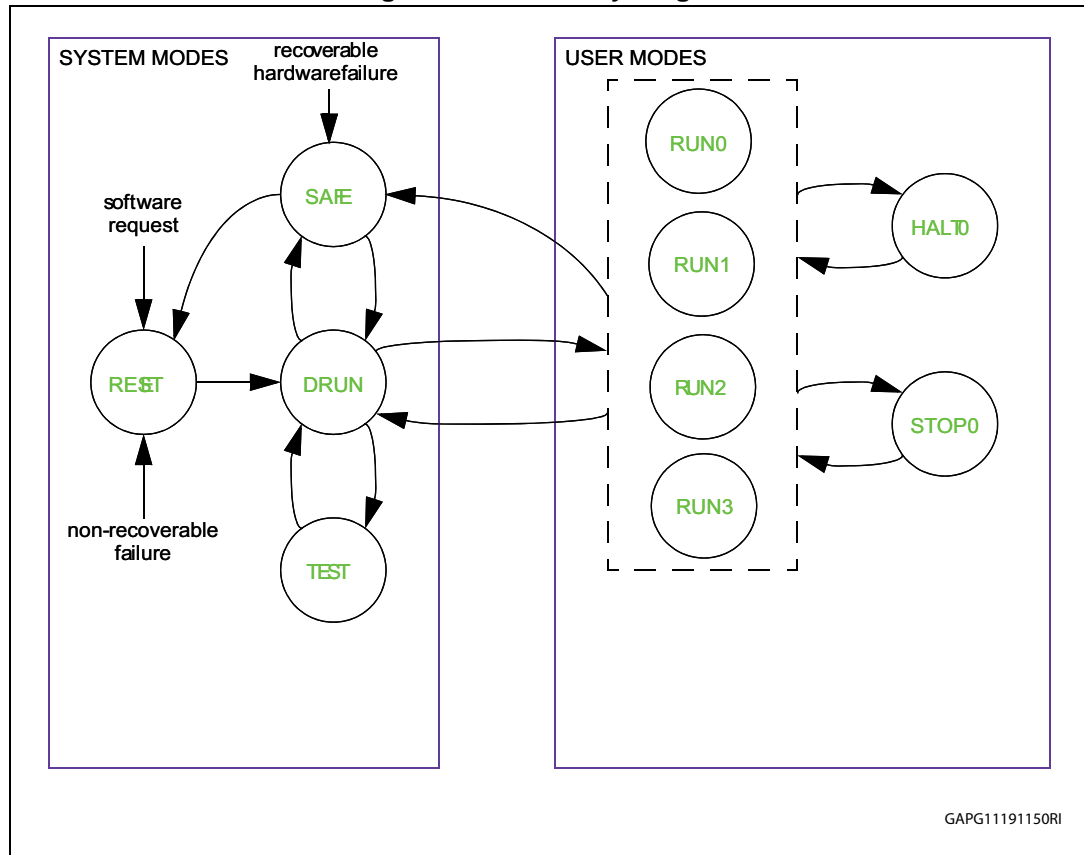 SYSTEM MODES
recoverable
hardwarefailure
SAFE
software
request
RESET
DRUN
non-recoverable
failure
TEST
USER MODES
RUN0
RUN1
RUN2
RUN3
HALT0
STOP0
GAPG11191150RI